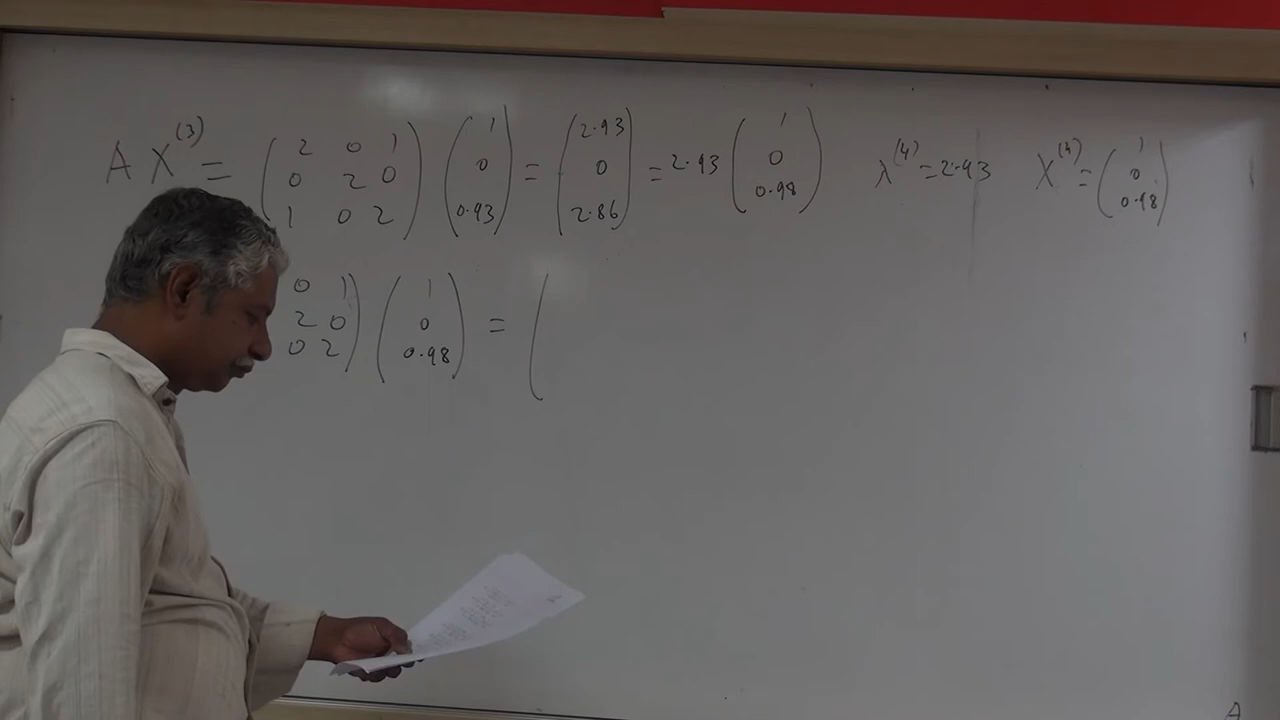 A X⁽³⁾ = ( 2 0 1 ) ( 1 ) = ( 2.93 ) = 2.93 ( 1 ) λ⁽⁴⁾ = 2.93 X⁽⁴⁾ = ( 1 )
0 2 0 0 0 0 0
1 0 2 0.93 2.86 0.98 0.98
0 1 ) ( 1 ) = (
2 0 0
0 2 0.98
A